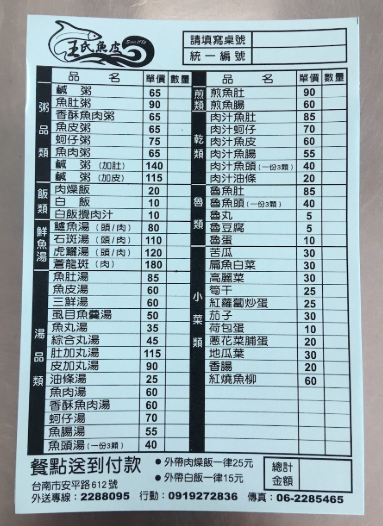 王氏魚皮
Since 1978
請填寫桌號
統一編號
品 名 單價 數量
粥品類
鹹 粥 65
魚肚粥 90
香酥魚肉粥 65
魚皮粥 65
蚵仔粥 75
魚肉粥 65
鹹 粥 (加肚) 140
鹹 粥 (加皮) 115
飯類
肉燥飯 20
白 飯 10
白飯攪肉汁 10
鮮魚湯
鱸魚湯 (頭/肉) 80
石斑湯 (頭/肉) 110
虎鱺湯 (頭/肉) 120
薈龍斑 (肉) 180
湯品類
魚肚湯 85
魚皮湯 60
三鮮湯 60
虱目魚羹湯 50
魚丸湯 35
綜合丸湯 45
肚加丸湯 115
皮加丸湯 90
油條湯 25
魚肉湯 60
香酥魚肉湯 60
蚵仔湯 70
魚腸湯 55
魚頭湯 (一份3顆) 40
品 名 單價 數量
煎類
煎魚肚 90
煎魚腸 60
乾類
肉汁魚肚 85
肉汁蚵仔 70
肉汁魚皮 60
肉汁魚腸 55
肉汁魚頭 (一份3顆) 40
肉汁油條 20
魯類
魯魚肚 85
魯魚頭 (一份3顆) 40
魯丸 5
魯豆腐 5
魯蛋 10
小菜類
苦瓜 30
扁魚白菜 30
高麗菜 30
筍干 25
紅蘿蔔炒蛋 25
茄子 30
荷包蛋 10
蔥花菜脯蛋 20
地瓜葉 30
香腸 20
紅燒魚柳 60
餐點送到付款
●外帶肉燥飯一律25元
●外帶白飯一律15元
總計金額
台南市安平路612號
外送專線：2288095 行動：0919272836 傳真：06-2285465